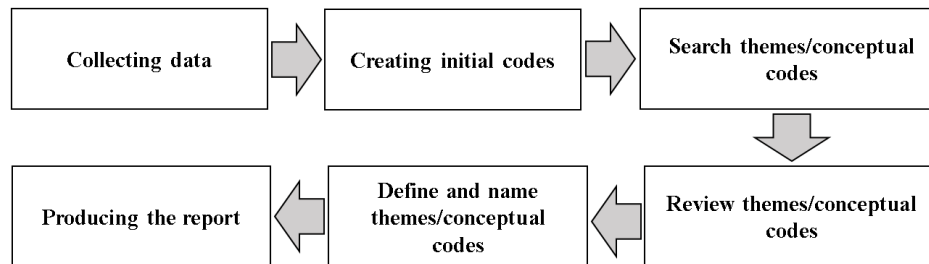 Collecting data
Creating initial codes
Search themes/conceptual
codes
Review themes/conceptual
codes
Define and name
themes/conceptual
codes
Producing the report